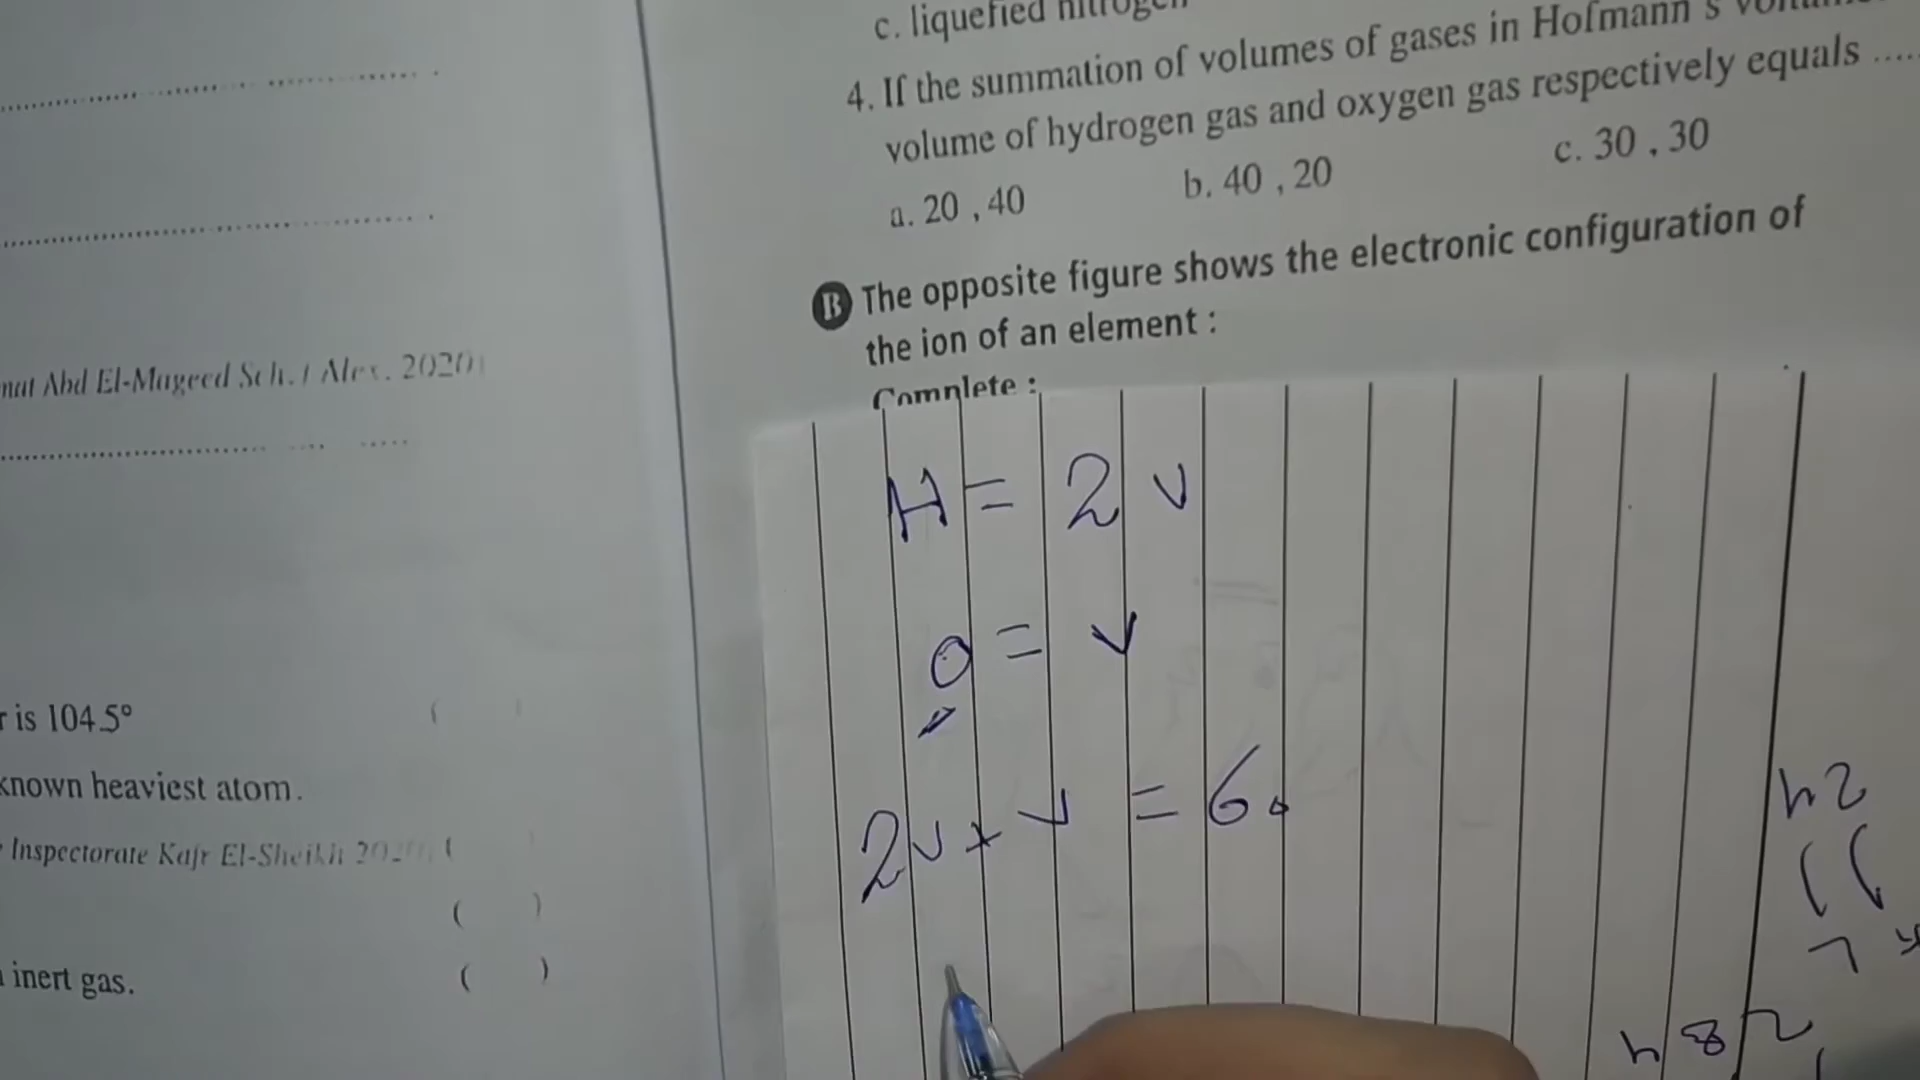 c. liquefied nitrogen
4. If the summation of volumes of gases in Hofmann's
volume of hydrogen gas and oxygen gas respectively equals .....
a. 20 , 40
b. 40 , 20
c. 30 , 30
B The opposite figure shows the electronic configuration of
the ion of an element :
Complete :
H = 2 v
o = v
2v + v = 60
Abd El-Mageed Sch. / Alex. 2020
is 104.5°
known heaviest atom.
Inspectorate Kafr El-Sheikh 2020 (
( )
inert gas. ( )